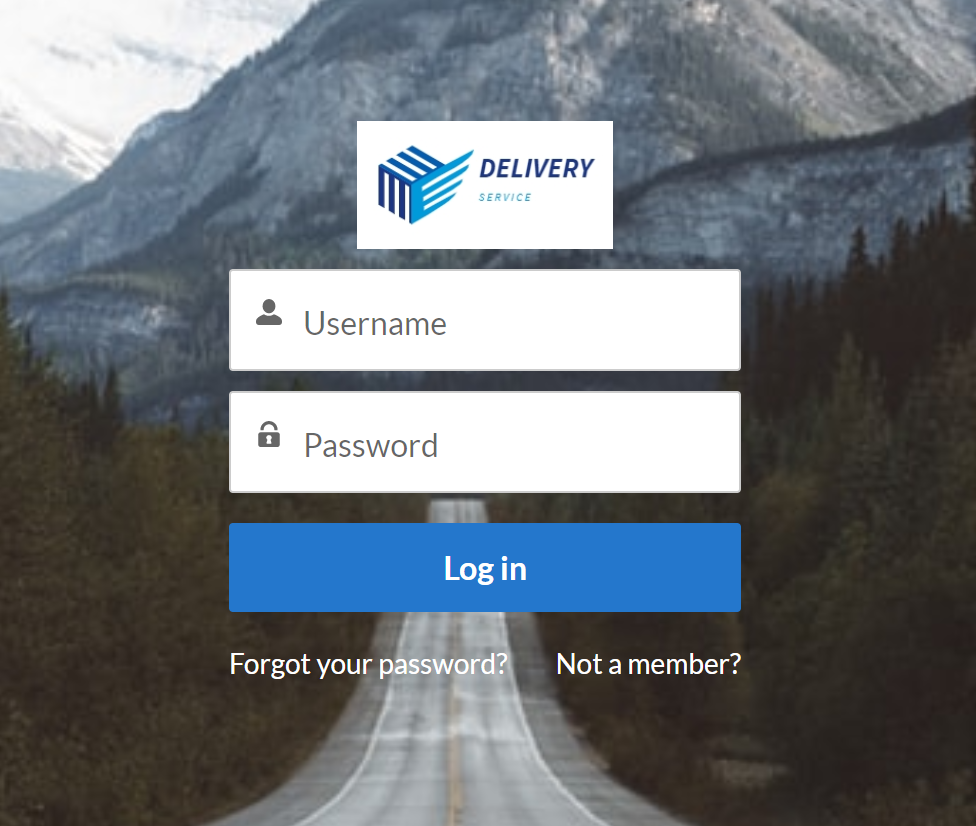 DELIVERY
SERVICE
Username
Password
Log in
Forgot your password? Not a member?